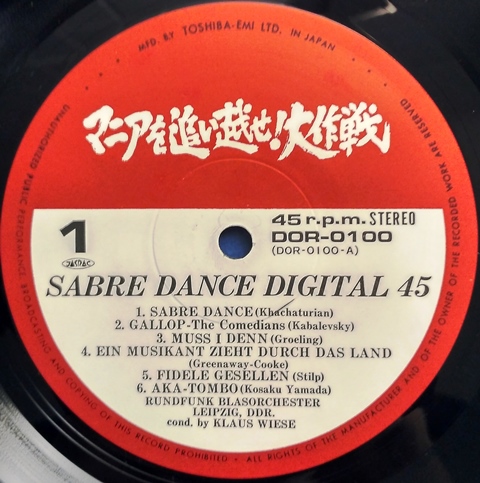 MFD. BY TOSHIBA-EMI LTD. IN JAPAN
マニアを追い越せ!大作戦
1
JASRAC
45 r.p.m. STEREO
DOR-0100
(DOR-0100-A)
SABRE DANCE DIGITAL 45
1. SABRE DANCE (Khachaturian)
2. GALLOP-The Comedians (Kabalevsky)
3. MUSS I DENN (Groeling)
4. EIN MUSIKANT ZIEHT DURCH DAS LAND
(Greenaway-Cooke)
5. FIDELE GESELLEN (Stilp)
6. AKA-TOMBO (Kosaku Yamada)
RUNDFUNK BLASORCHESTER
LEIPZIG, DDR.
cond. by KLAUS WIESE
UNAUTHORIZED PUBLIC PERFORMANCE, BROADCASTING AND COPYING OF THIS RECORD PROHIBITED • ALL RIGHTS OF THE MANUFACTURER AND OF THE OWNER OF THE RECORDED WORK ARE RESERVED